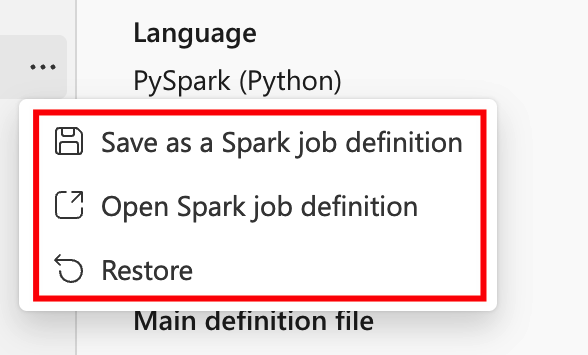 Language
PySpark (Python)
Save as a Spark job definition
Open Spark job definition
Restore
Main definition file